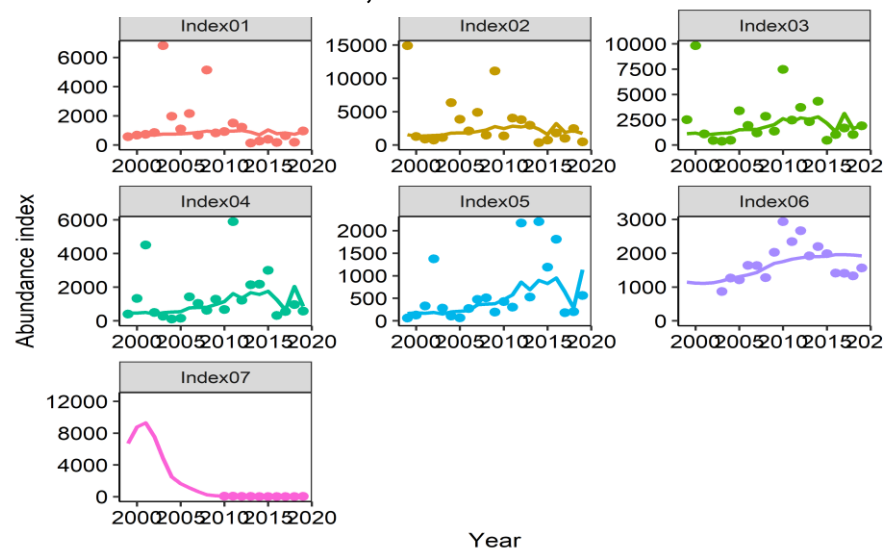 Index01 Index02 Index03
6000 15000 10000
4000 10000 7500
5000
2000 5000 2500
0 0 0
2000 2005 2010 2015 2020 2000 2005 2010 2015 2020 2000 2005 2010 2015 202
Index04 Index05 Index06
6000 2000 3000
4000 1500 2000
1000
2000 500 1000
0 0 0
2000 2005 2010 2015 2020 2000 2005 2010 2015 2020 2000 2005 2010 2015 2020
Abundance index
Index07
12000
8000
4000
0
2000 2005 2010 2015 2020
Year